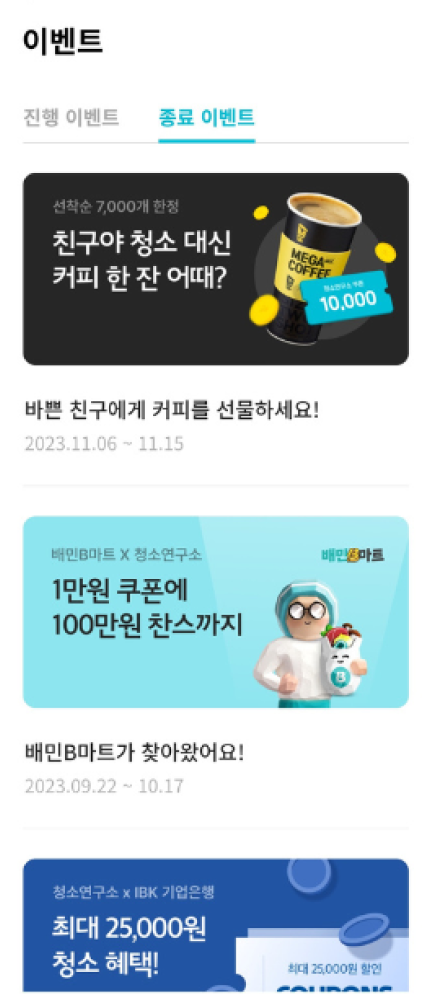 이벤트
진행 이벤트
종료 이벤트
선착순 7,000개 한정
친구야 청소 대신
커피 한 잔 어때?
MEGA
COFFEE
청소연구소 쿠폰
10,000
바쁜 친구에게 커피를 선물하세요!
2023.11.06 ~ 11.15
배민B마트 X 청소연구소
배민B마트
1만원 쿠폰에
100만원 찬스까지
B
배민B마트가 찾아왔어요!
2023.09.22 ~ 10.17
청소연구소 x IBK 기업은행
최대 25,000원
청소 혜택!
최대 25,000원 할인
COUPONS